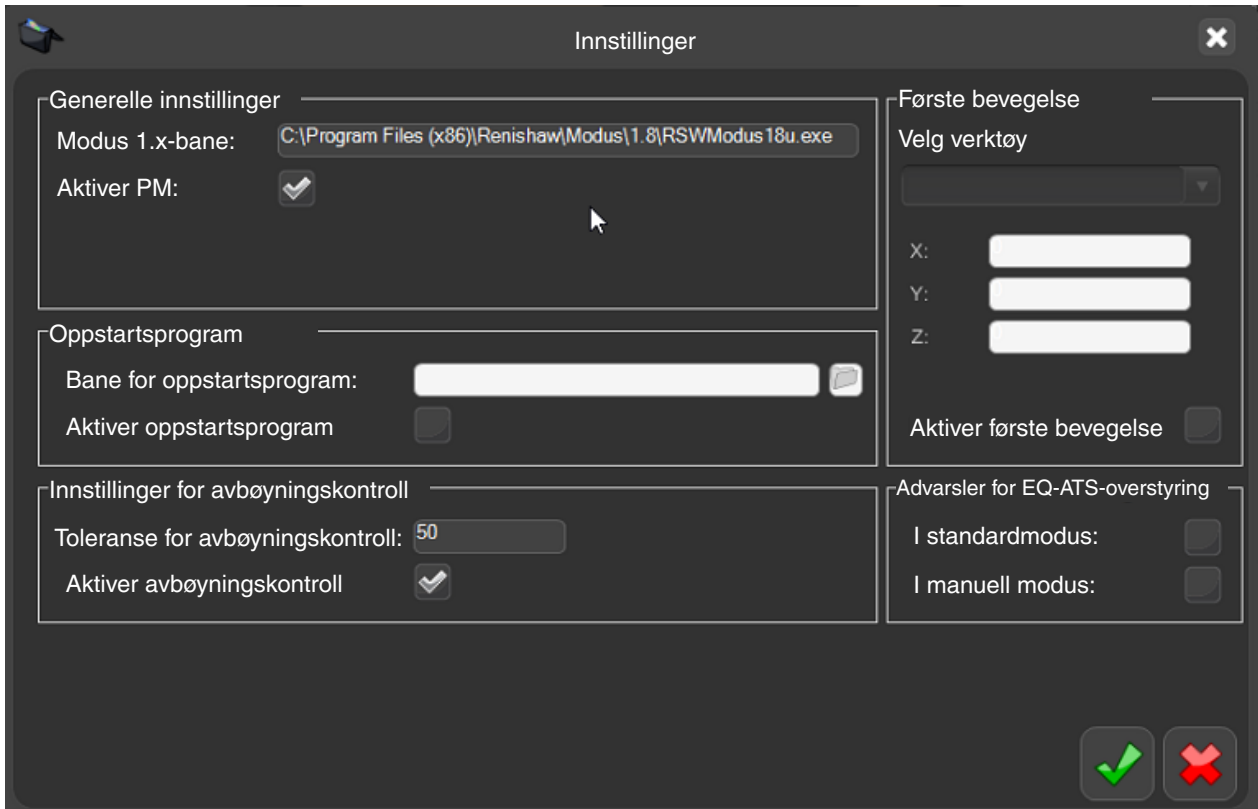 Innstillinger
Generelle innstillinger
Modus 1.x-bane: C:\Program Files (x86)\Renishaw\Modus\1.8\RSWModus18u.exe
Aktiver PM:
Oppstartsprogram
Bane for oppstartsprogram:
Aktiver oppstartsprogram
Innstillinger for avbøyningskontroll
Toleranse for avbøyningskontroll: 50
Aktiver avbøyningskontroll
Første bevegelse
Velg verktøy
X:
Y:
Z:
Aktiver første bevegelse
Advarsler for EQ-ATS-overstyring
I standardmodus:
I manuell modus: